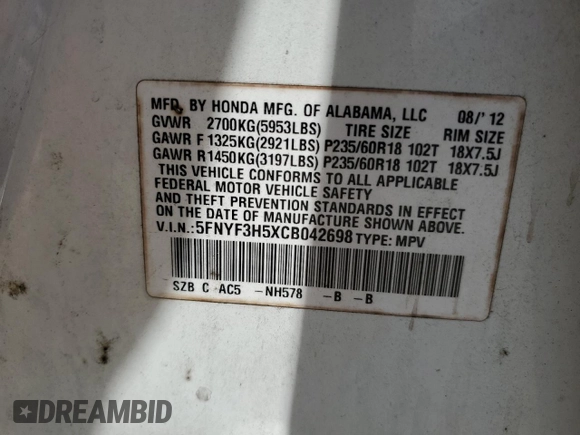 MFD. BY HONDA MFG. OF ALABAMA, LLC 08/'12
GVWR 2700KG(5953LBS) TIRE SIZE RIM SIZE
GAWR F 1325KG(2921LBS) P235/60R18 102T 18X7.5J
GAWR R 1450KG(3197LBS) P235/60R18 102T 18X7.5J
THIS VEHICLE CONFORMS TO ALL APPLICABLE
FEDERAL MOTOR VEHICLE SAFETY
AND THEFT PREVENTION STANDARDS IN EFFECT
ON THE DATE OF MANUFACTURE SHOWN ABOVE.
V.I.N.:5FNYF3H5XCB042698 TYPE: MPV
SZB C AC5 -NH578 -B -B
DREAMBID